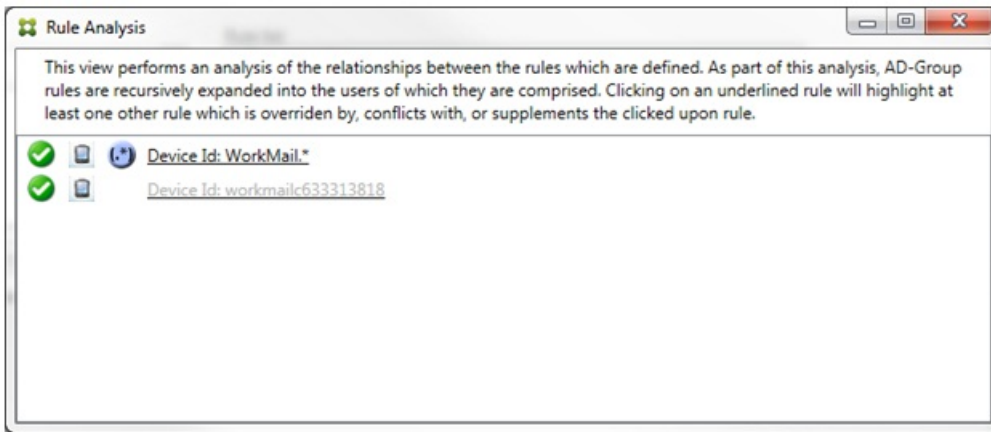 Rule Analysis
This view performs an analysis of the relationships between the rules which are defined. As part of this analysis, AD-Group
rules are recursively expanded into the users of which they are comprised. Clicking on an underlined rule will highlight at
least one other rule which is overriden by, conflicts with, or supplements the clicked upon rule.
(.*) Device Id: WorkMail.*
Device Id: workmailc633313818